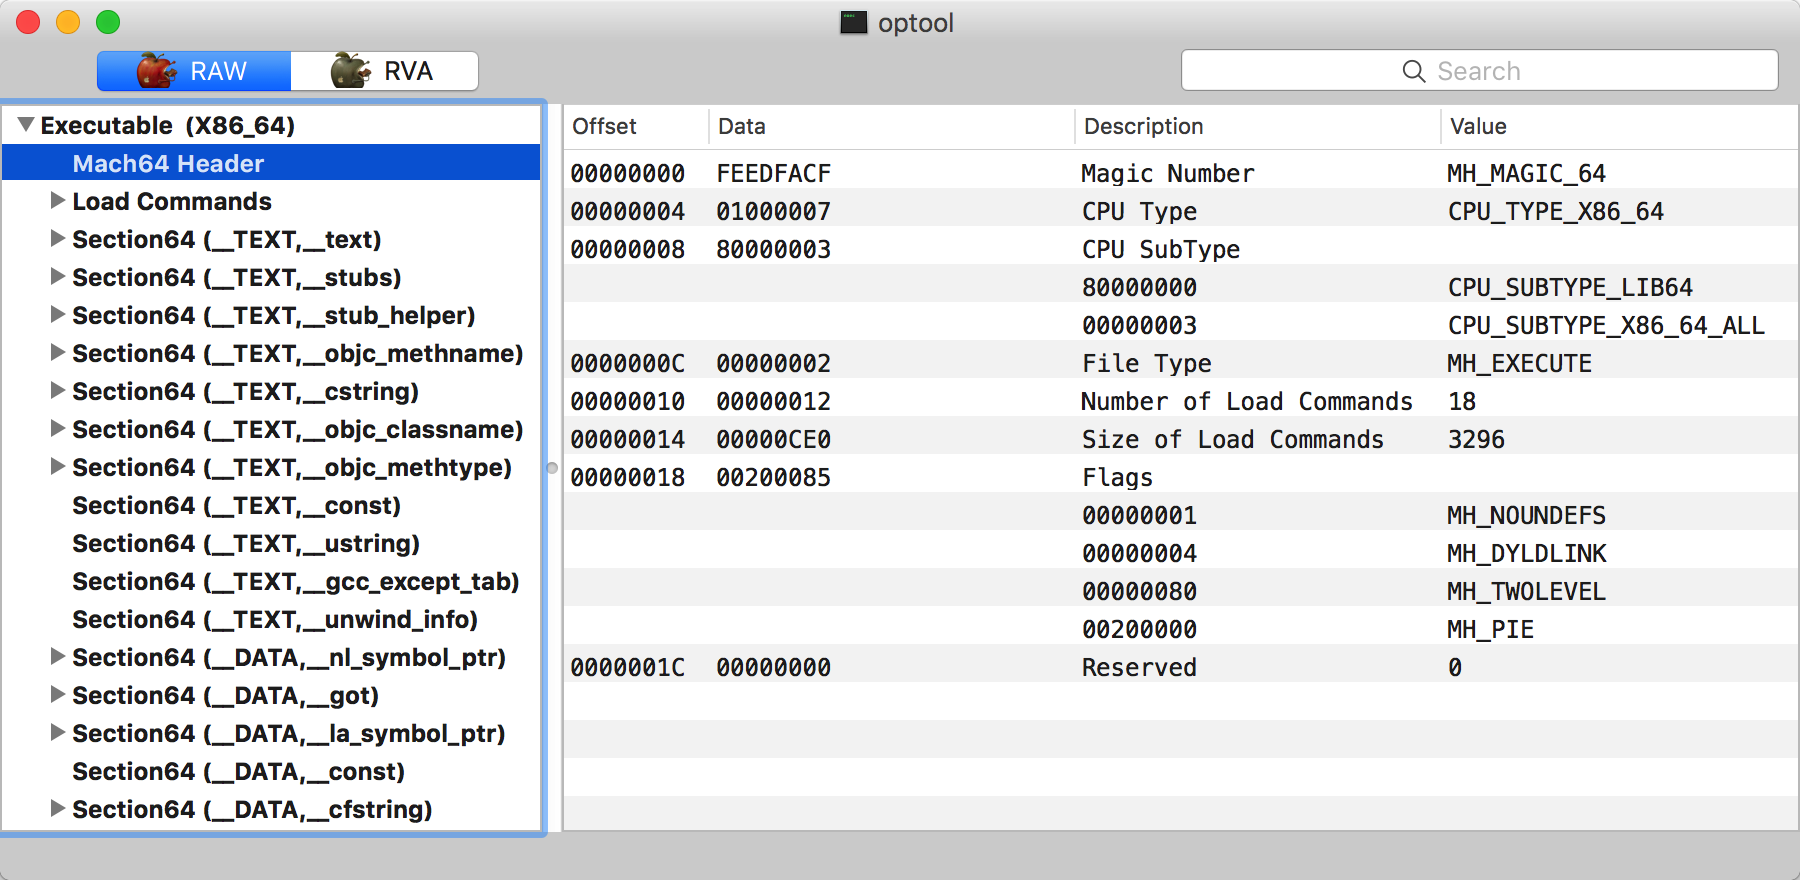 optool
RAW RVA Search
Executable (X86_64)
Mach64 Header
Load Commands
Section64 (__TEXT,__text)
Section64 (__TEXT,__stubs)
Section64 (__TEXT,__stub_helper)
Section64 (__TEXT,__objc_methname)
Section64 (__TEXT,__cstring)
Section64 (__TEXT,__objc_classname)
Section64 (__TEXT,__objc_methtype)
Section64 (__TEXT,__const)
Section64 (__TEXT,__ustring)
Section64 (__TEXT,__gcc_except_tab)
Section64 (__TEXT,__unwind_info)
Section64 (__DATA,__nl_symbol_ptr)
Section64 (__DATA,__got)
Section64 (__DATA,__la_symbol_ptr)
Section64 (__DATA,__const)
Section64 (__DATA,__cfstring)
Offset Data Description Value
00000000 FEEDFACF Magic Number MH_MAGIC_64
00000004 01000007 CPU Type CPU_TYPE_X86_64
00000008 80000003 CPU SubType
80000000 CPU_SUBTYPE_LIB64
00000003 CPU_SUBTYPE_X86_64_ALL
0000000C 00000002 File Type MH_EXECUTE
00000010 00000012 Number of Load Commands 18
00000014 00000CE0 Size of Load Commands 3296
00000018 00200085 Flags
00000001 MH_NOUNDEFS
00000004 MH_DYLDLINK
00000080 MH_TWOLEVEL
00200000 MH_PIE
0000001C 00000000 Reserved 0